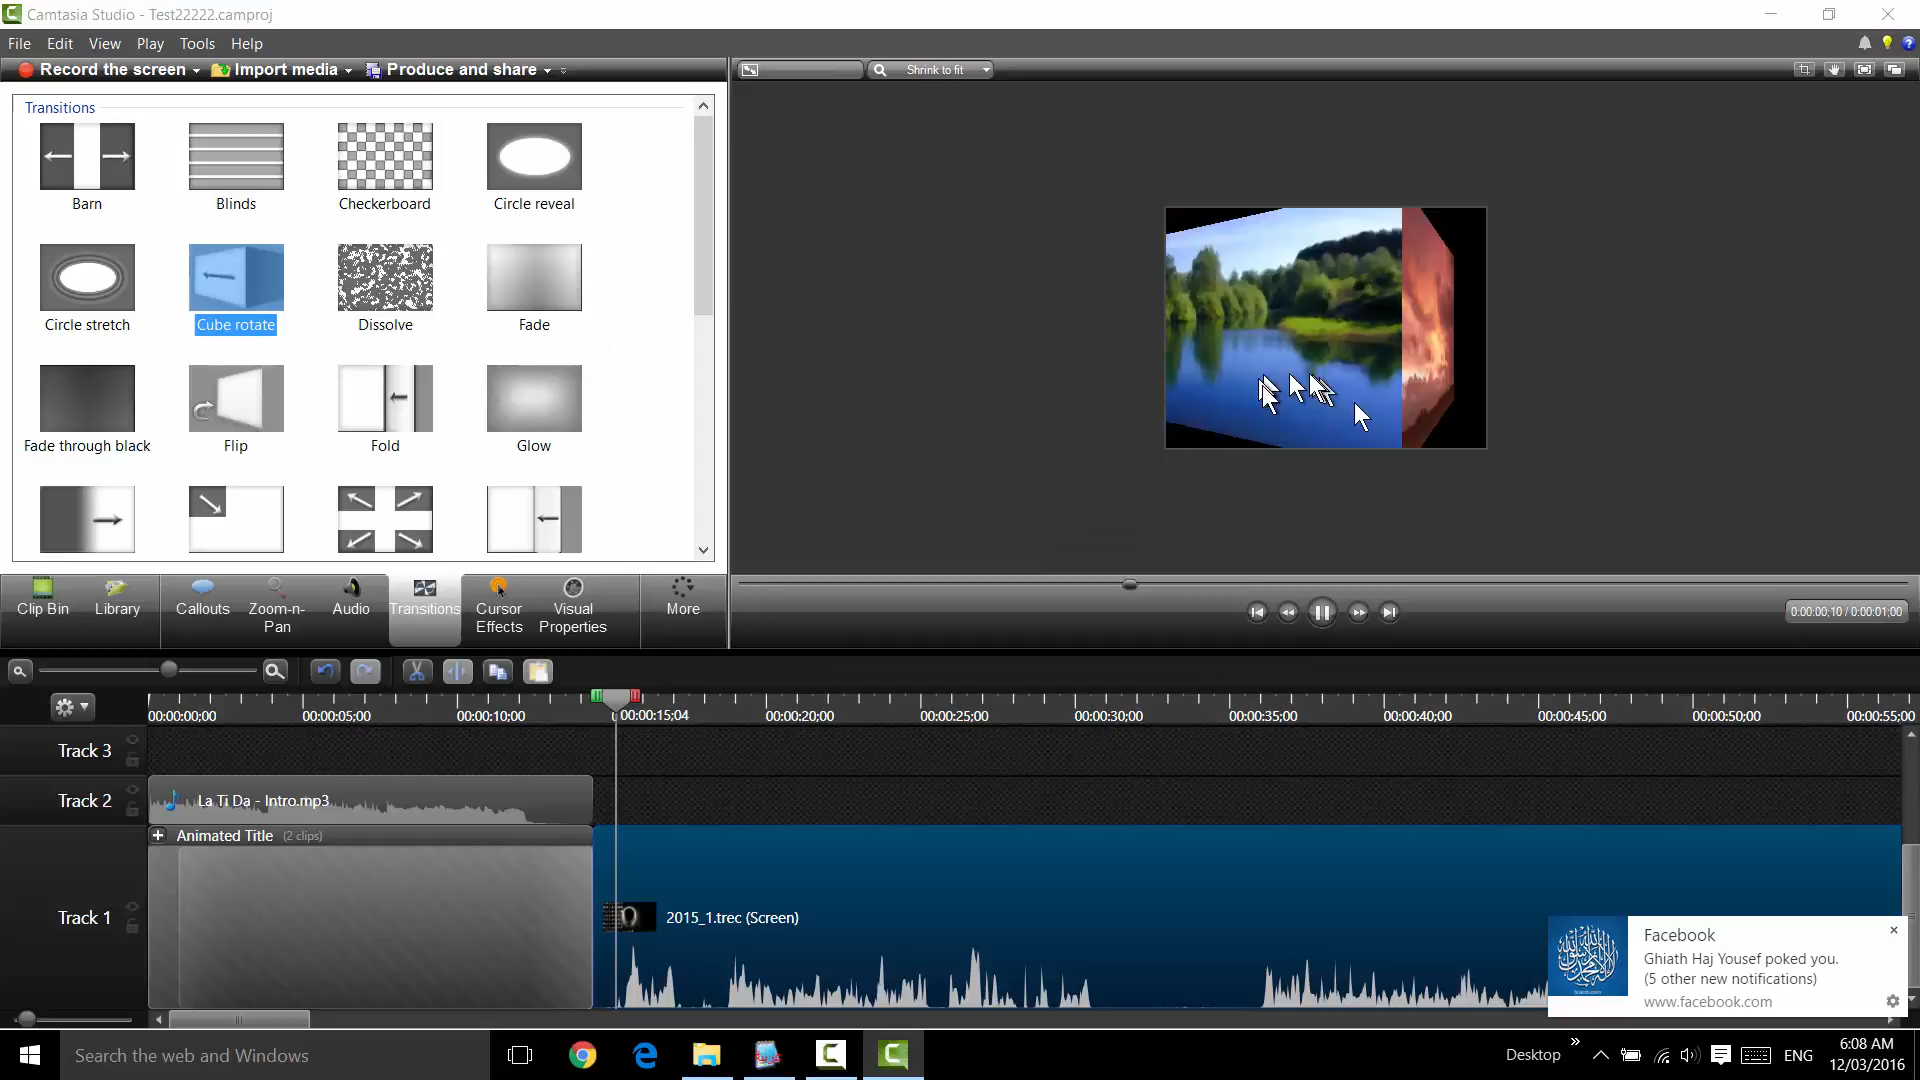 Camtasia Studio - Test22222.camproj
File Edit View Play Tools Help
Record the screen Import media Produce and share
Shrink to fit
Transitions
Barn Blinds Checkerboard Circle reveal
Circle stretch Cube rotate Dissolve Fade
Fade through black Flip Fold Glow
Clip Bin Library Callouts Zoom-n-Pan Audio Transitions Cursor Effects Visual Properties More
0:00:00;10 / 0:00:01;00
00:00:00;00 00:00:05;00 00:00:10;00 00:00:15;04 00:00:20;00 00:00:25;00 00:00:30;00 00:00:35;00 00:00:40;00 00:00:45;00 00:00:50;00 00:00:55;00
Track 3
Track 2
La Ti Da - Intro.mp3
Animated Title (2 clips)
Track 1
2015_1.trec (Screen)
Facebook
Ghiath Haj Yousef poked you.
(5 other new notifications)
www.facebook.com
Search the web and Windows
Desktop
ENG
6:08 AM
12/03/2016